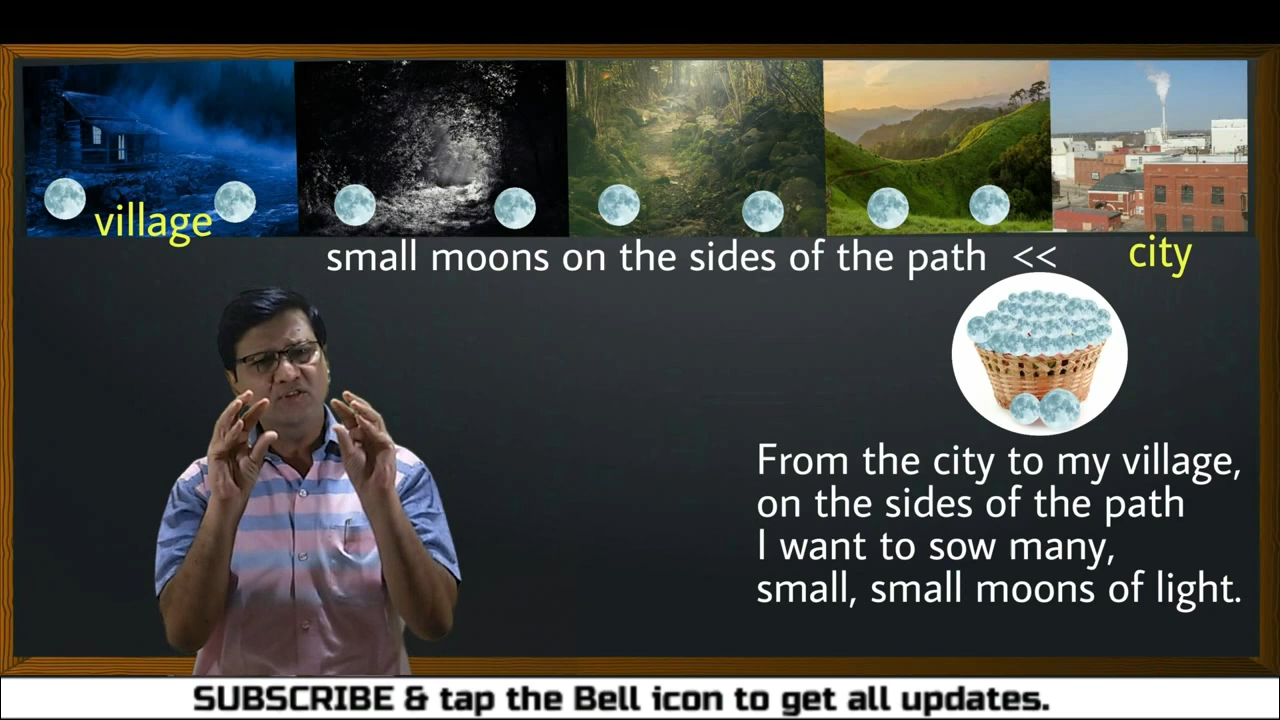 village
small moons on the sides of the path << city
From the city to my village,
on the sides of the path
I want to sow many,
small, small moons of light.
SUBSCRIBE & tap the Bell icon to get all updates.